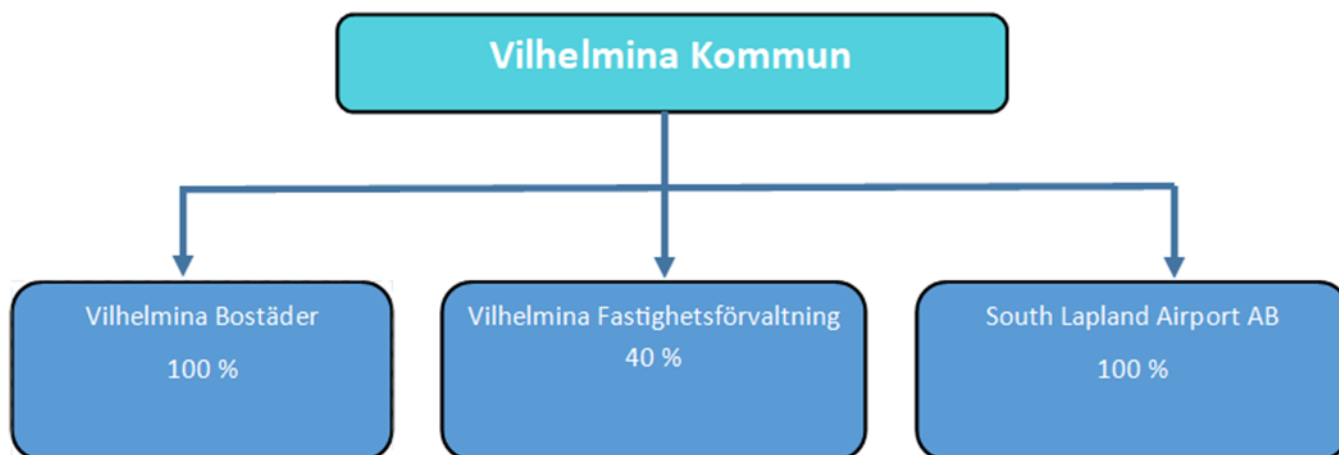 Vilhelmina Kommun
Vilhelmina Bostäder
100 %
Vilhelmina Fastighetsförvaltning
40 %
South Lapland Airport AB
100 %